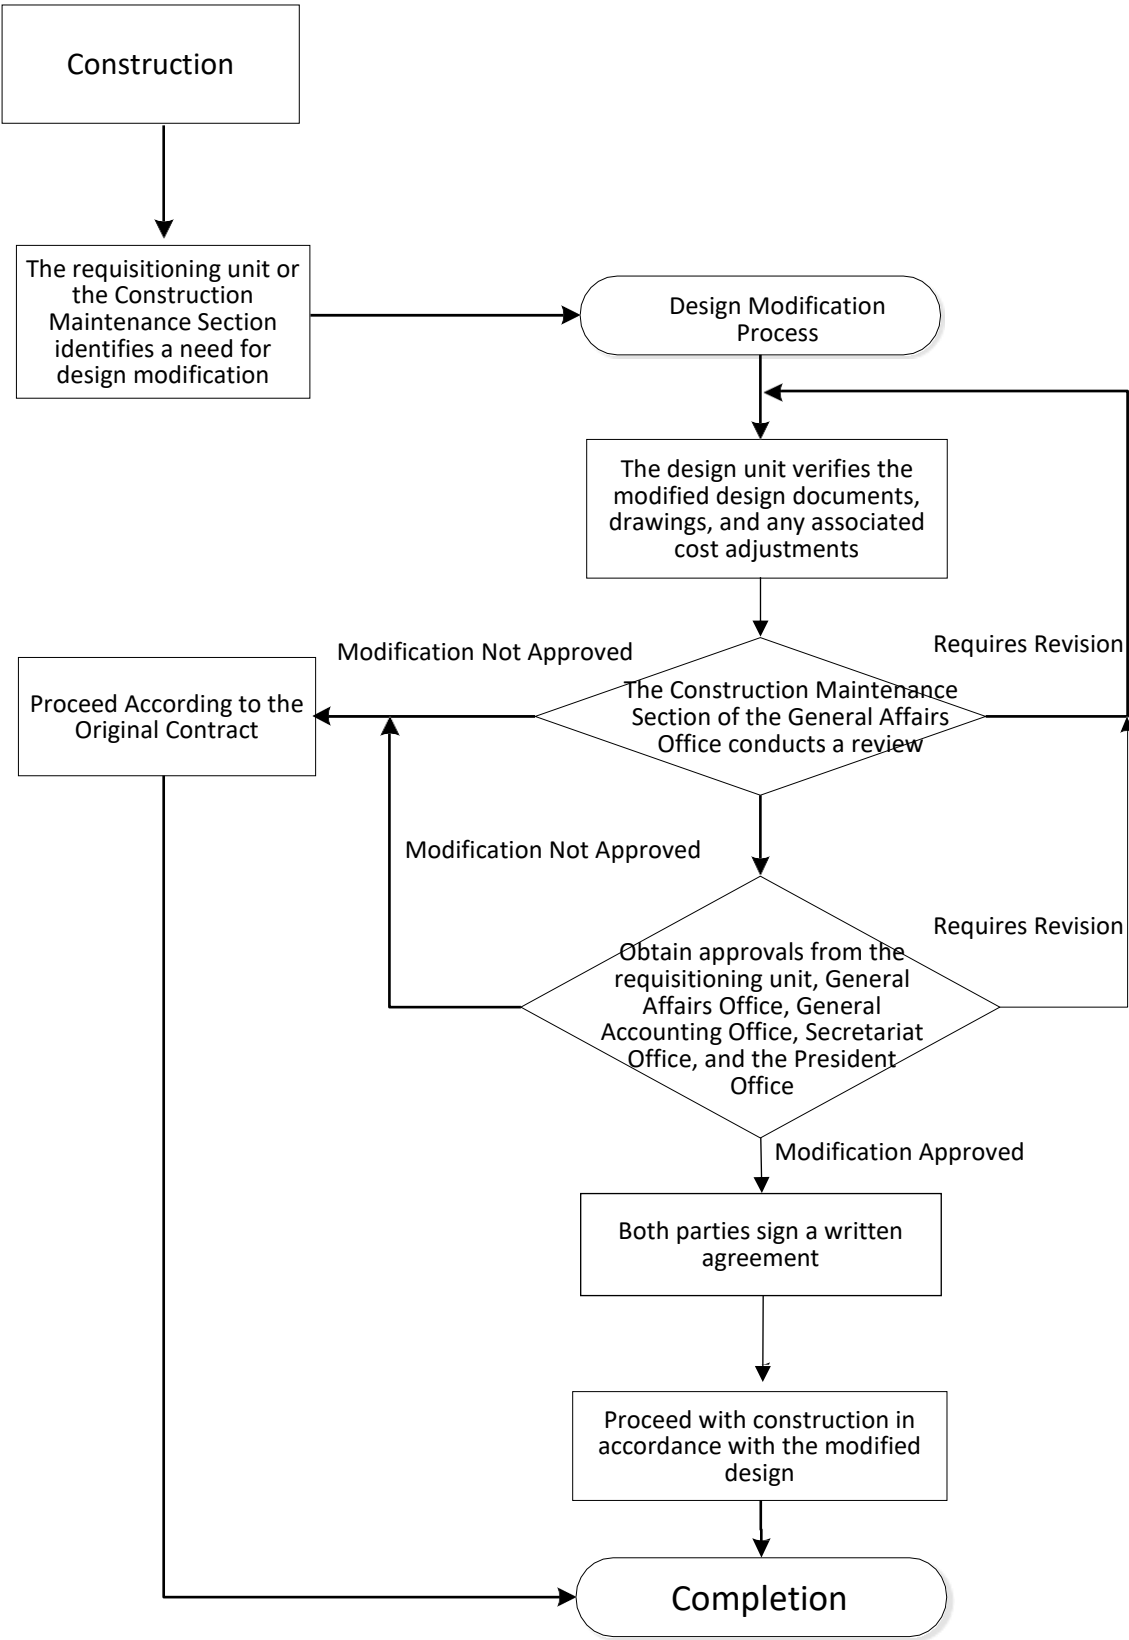 Construction
The requisitioning unit or
the Construction
Maintenance Section
identifies a need for
design modification
Design Modification
Process
The design unit verifies the
modified design documents,
drawings, and any associated
cost adjustments
Modification Not Approved
Requires Revision
Proceed According to the
Original Contract
The Construction Maintenance
Section of the General Affairs
Office conducts a review
Modification Not Approved
Requires Revision
Obtain approvals from the
requisitioning unit, General
Affairs Office, General
Accounting Office, Secretariat
Office, and the President
Office
Modification Approved
Both parties sign a written
agreement
Proceed with construction in
accordance with the modified
design
Completion